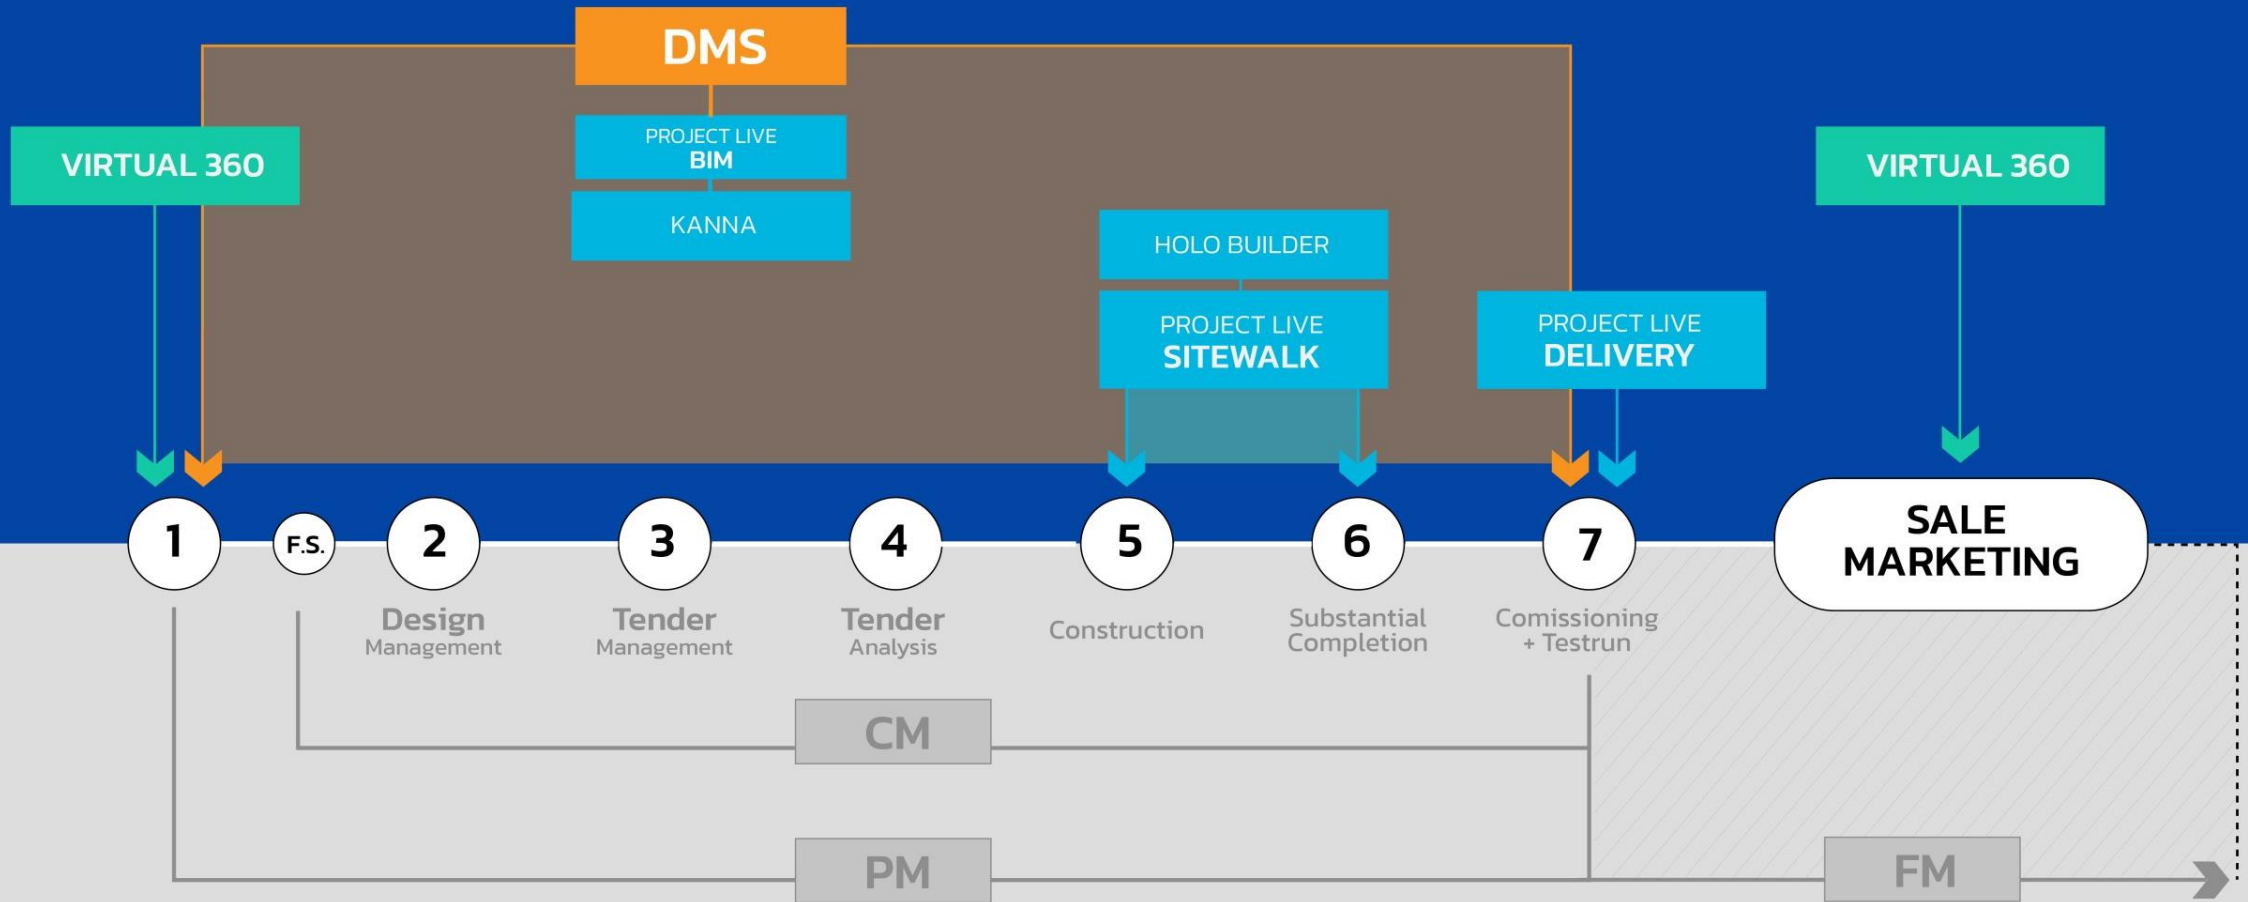 DMS
PROJECT LIVE
BIM
KANNA
VIRTUAL 360
VIRTUAL 360
HOLO BUILDER
PROJECT LIVE
SITEWALK
PROJECT LIVE
DELIVERY
1
F.S.
2
3
4
5
6
7
SALE
MARKETING
Design
Management
Tender
Management
Tender
Analysis
Construction
Substantial
Completion
Comissioning
+ Testrun
CM
PM
FM